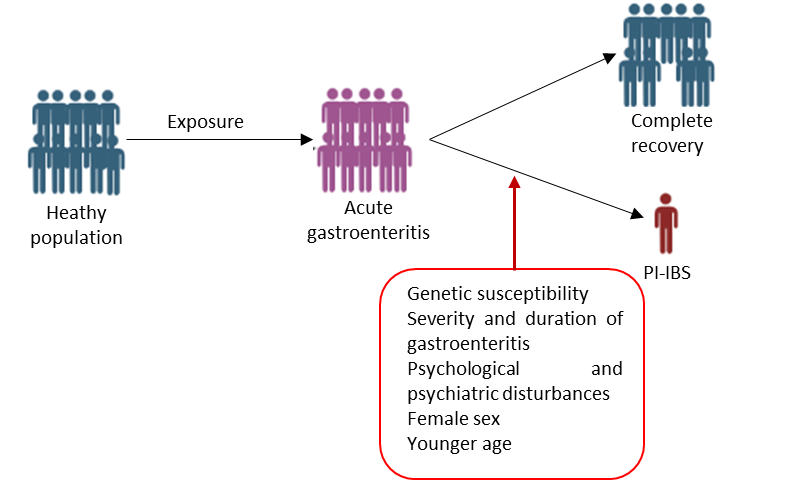 Exposure
Heathy
population
Acute
gastroenteritis
Complete
recovery
PI-IBS
Genetic susceptibility
Severity and duration of
gastroenteritis
Psychological and
psychiatric disturbances
Female sex
Younger age